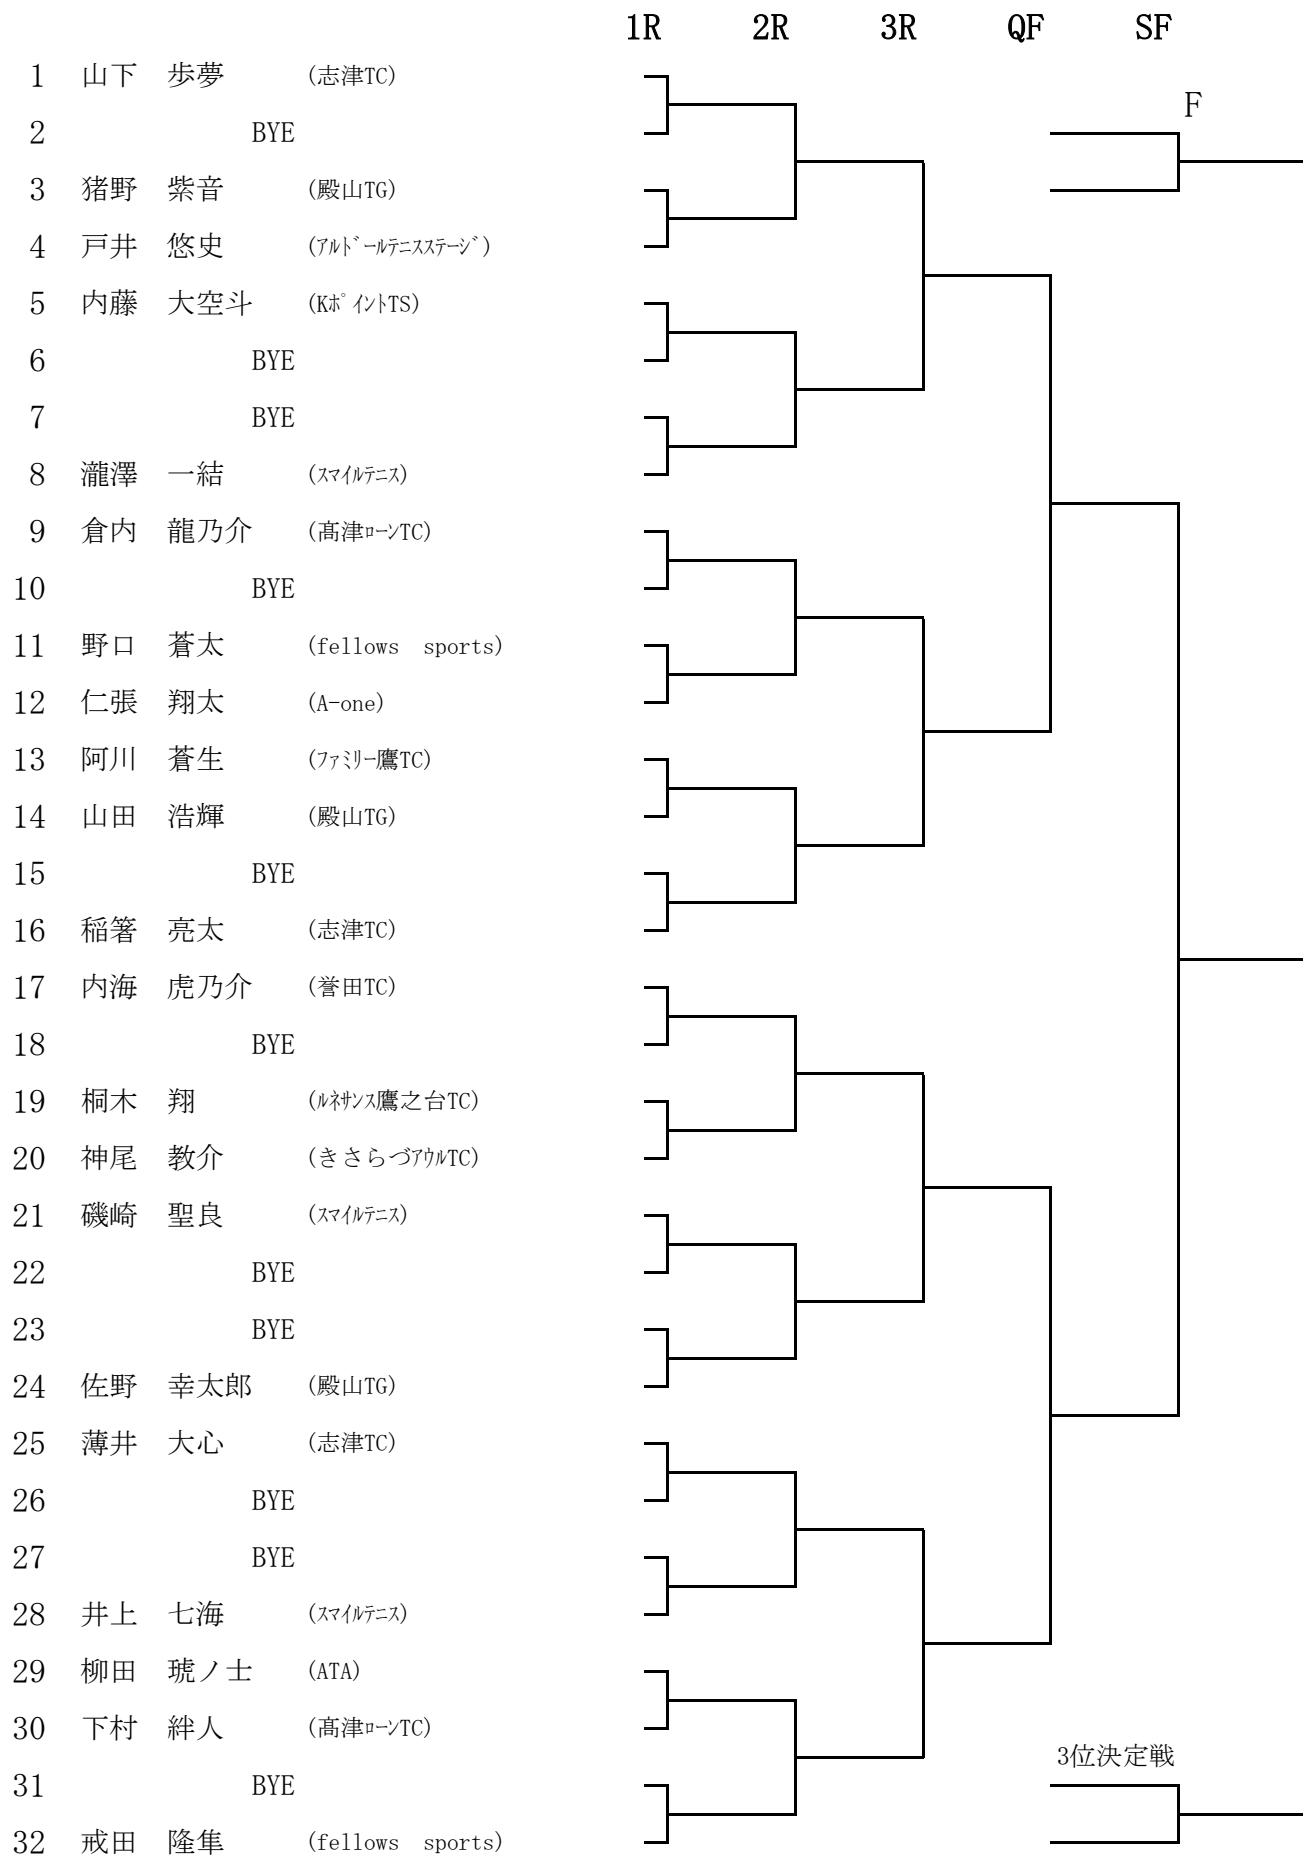 1R 2R 3R QF SF
1 山下 歩夢 (志津TC)
F
2 BYE
3 猪野 紫音 (殿山TG)
4 戸井 悠史 (ｱﾙﾄﾞｰﾙﾃﾆｽｽﾃｰｼﾞ)
5 内藤 大空斗 (KﾎﾟｲﾝﾄTS)
6 BYE
7 BYE
8 瀧澤 一結 (ｽﾏｲﾙﾃﾆｽ)
9 倉内 龍乃介 (髙津ﾛｰﾝTC)
10 BYE
11 野口 蒼太 (fellows sports)
12 仁張 翔太 (A-one)
13 阿川 蒼生 (ﾌｧﾐﾘｰ鷹TC)
14 山田 浩輝 (殿山TG)
15 BYE
16 稲箸 亮太 (志津TC)
17 内海 虎乃介 (誉田TC)
18 BYE
19 桐木 翔 (ﾙﾈｻﾝｽ鷹之台TC)
20 神尾 教介 (きさらづｱｳﾙTC)
21 磯崎 聖良 (ｽﾏｲﾙﾃﾆｽ)
22 BYE
23 BYE
24 佐野 幸太郎 (殿山TG)
25 薄井 大心 (志津TC)
26 BYE
27 BYE
28 井上 七海 (ｽﾏｲﾙﾃﾆｽ)
29 柳田 琥ノ士 (ATA)
30 下村 絆人 (髙津ﾛｰﾝTC)
3位決定戦
31 BYE
32 戒田 隆隼 (fellows sports)